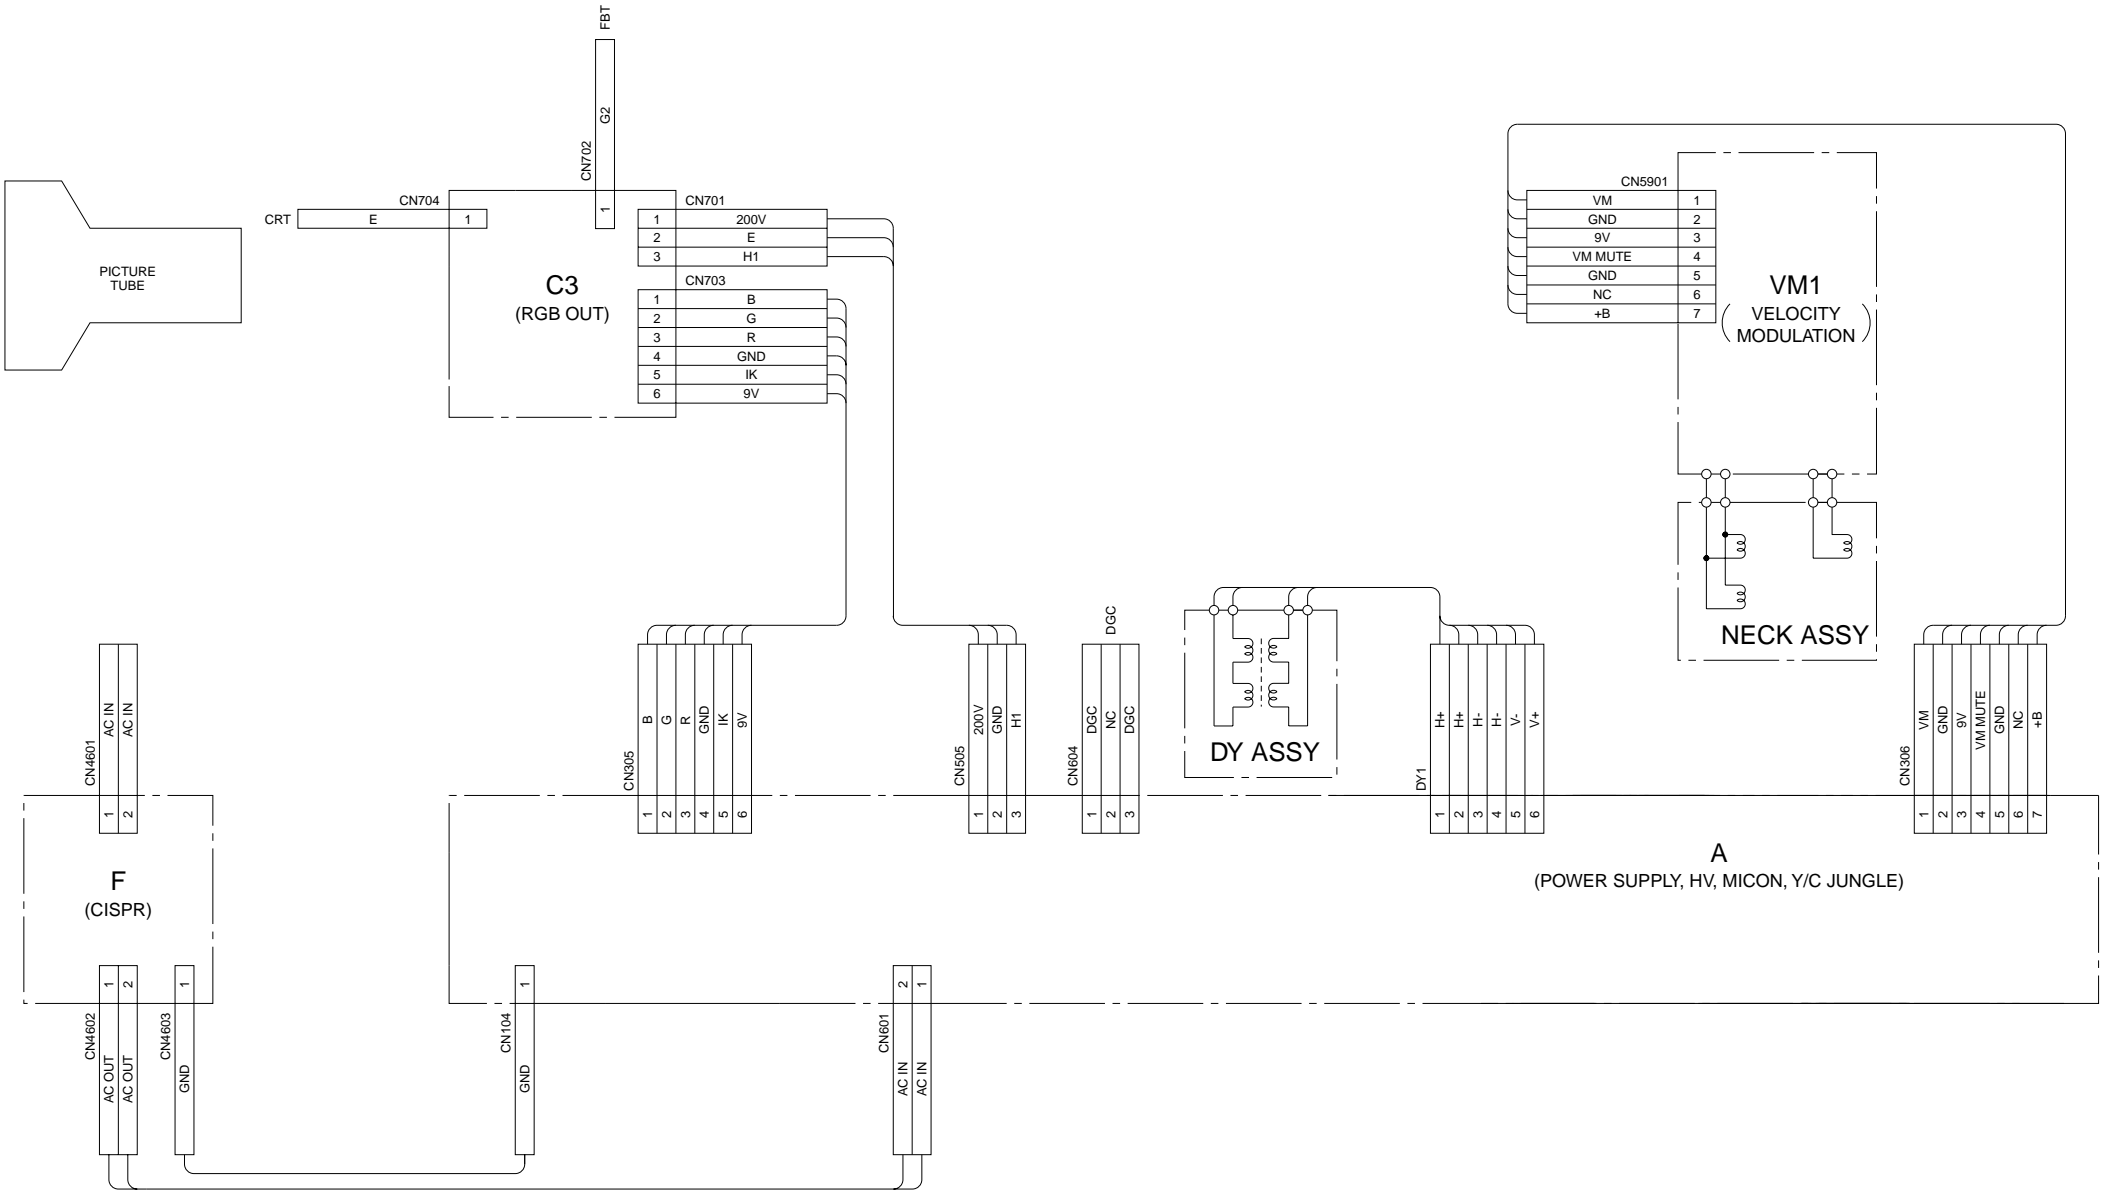 FBT
G2
CN702
1
PICTURE
TUBE
CRT
CN704
E 1
C3
(RGB OUT)
CN701
1 200V
2 E
3 H1
CN703
1 B
2 G
3 R
4 GND
5 IK
6 9V
CN5901
VM 1
GND 2
9V 3
VM MUTE 4
GND 5
NC 6
+B 7
VM1
VELOCITY
MODULATION
NECK ASSY
CN4601
AC IN 1
AC IN 2
F
(CISPR)
CN4602
1 AC OUT
2 AC OUT
CN4603
1 GND
CN305
B 1
G 2
R 3
GND 4
IK 5
9V 6
CN505
200V 1
GND 2
H1 3
DGC
CN604
DGC 1
NC 2
DGC 3
DY ASSY
DY1
H+ 1
H+ 2
H- 3
H- 4
V- 5
V+ 6
CN306
VM 1
GND 2
9V 3
VM MUTE 4
GND 5
NC 6
+B 7
A
(POWER SUPPLY, HV, MICON, Y/C JUNGLE)
CN104
1 GND
CN601
2 AC IN
1 AC IN